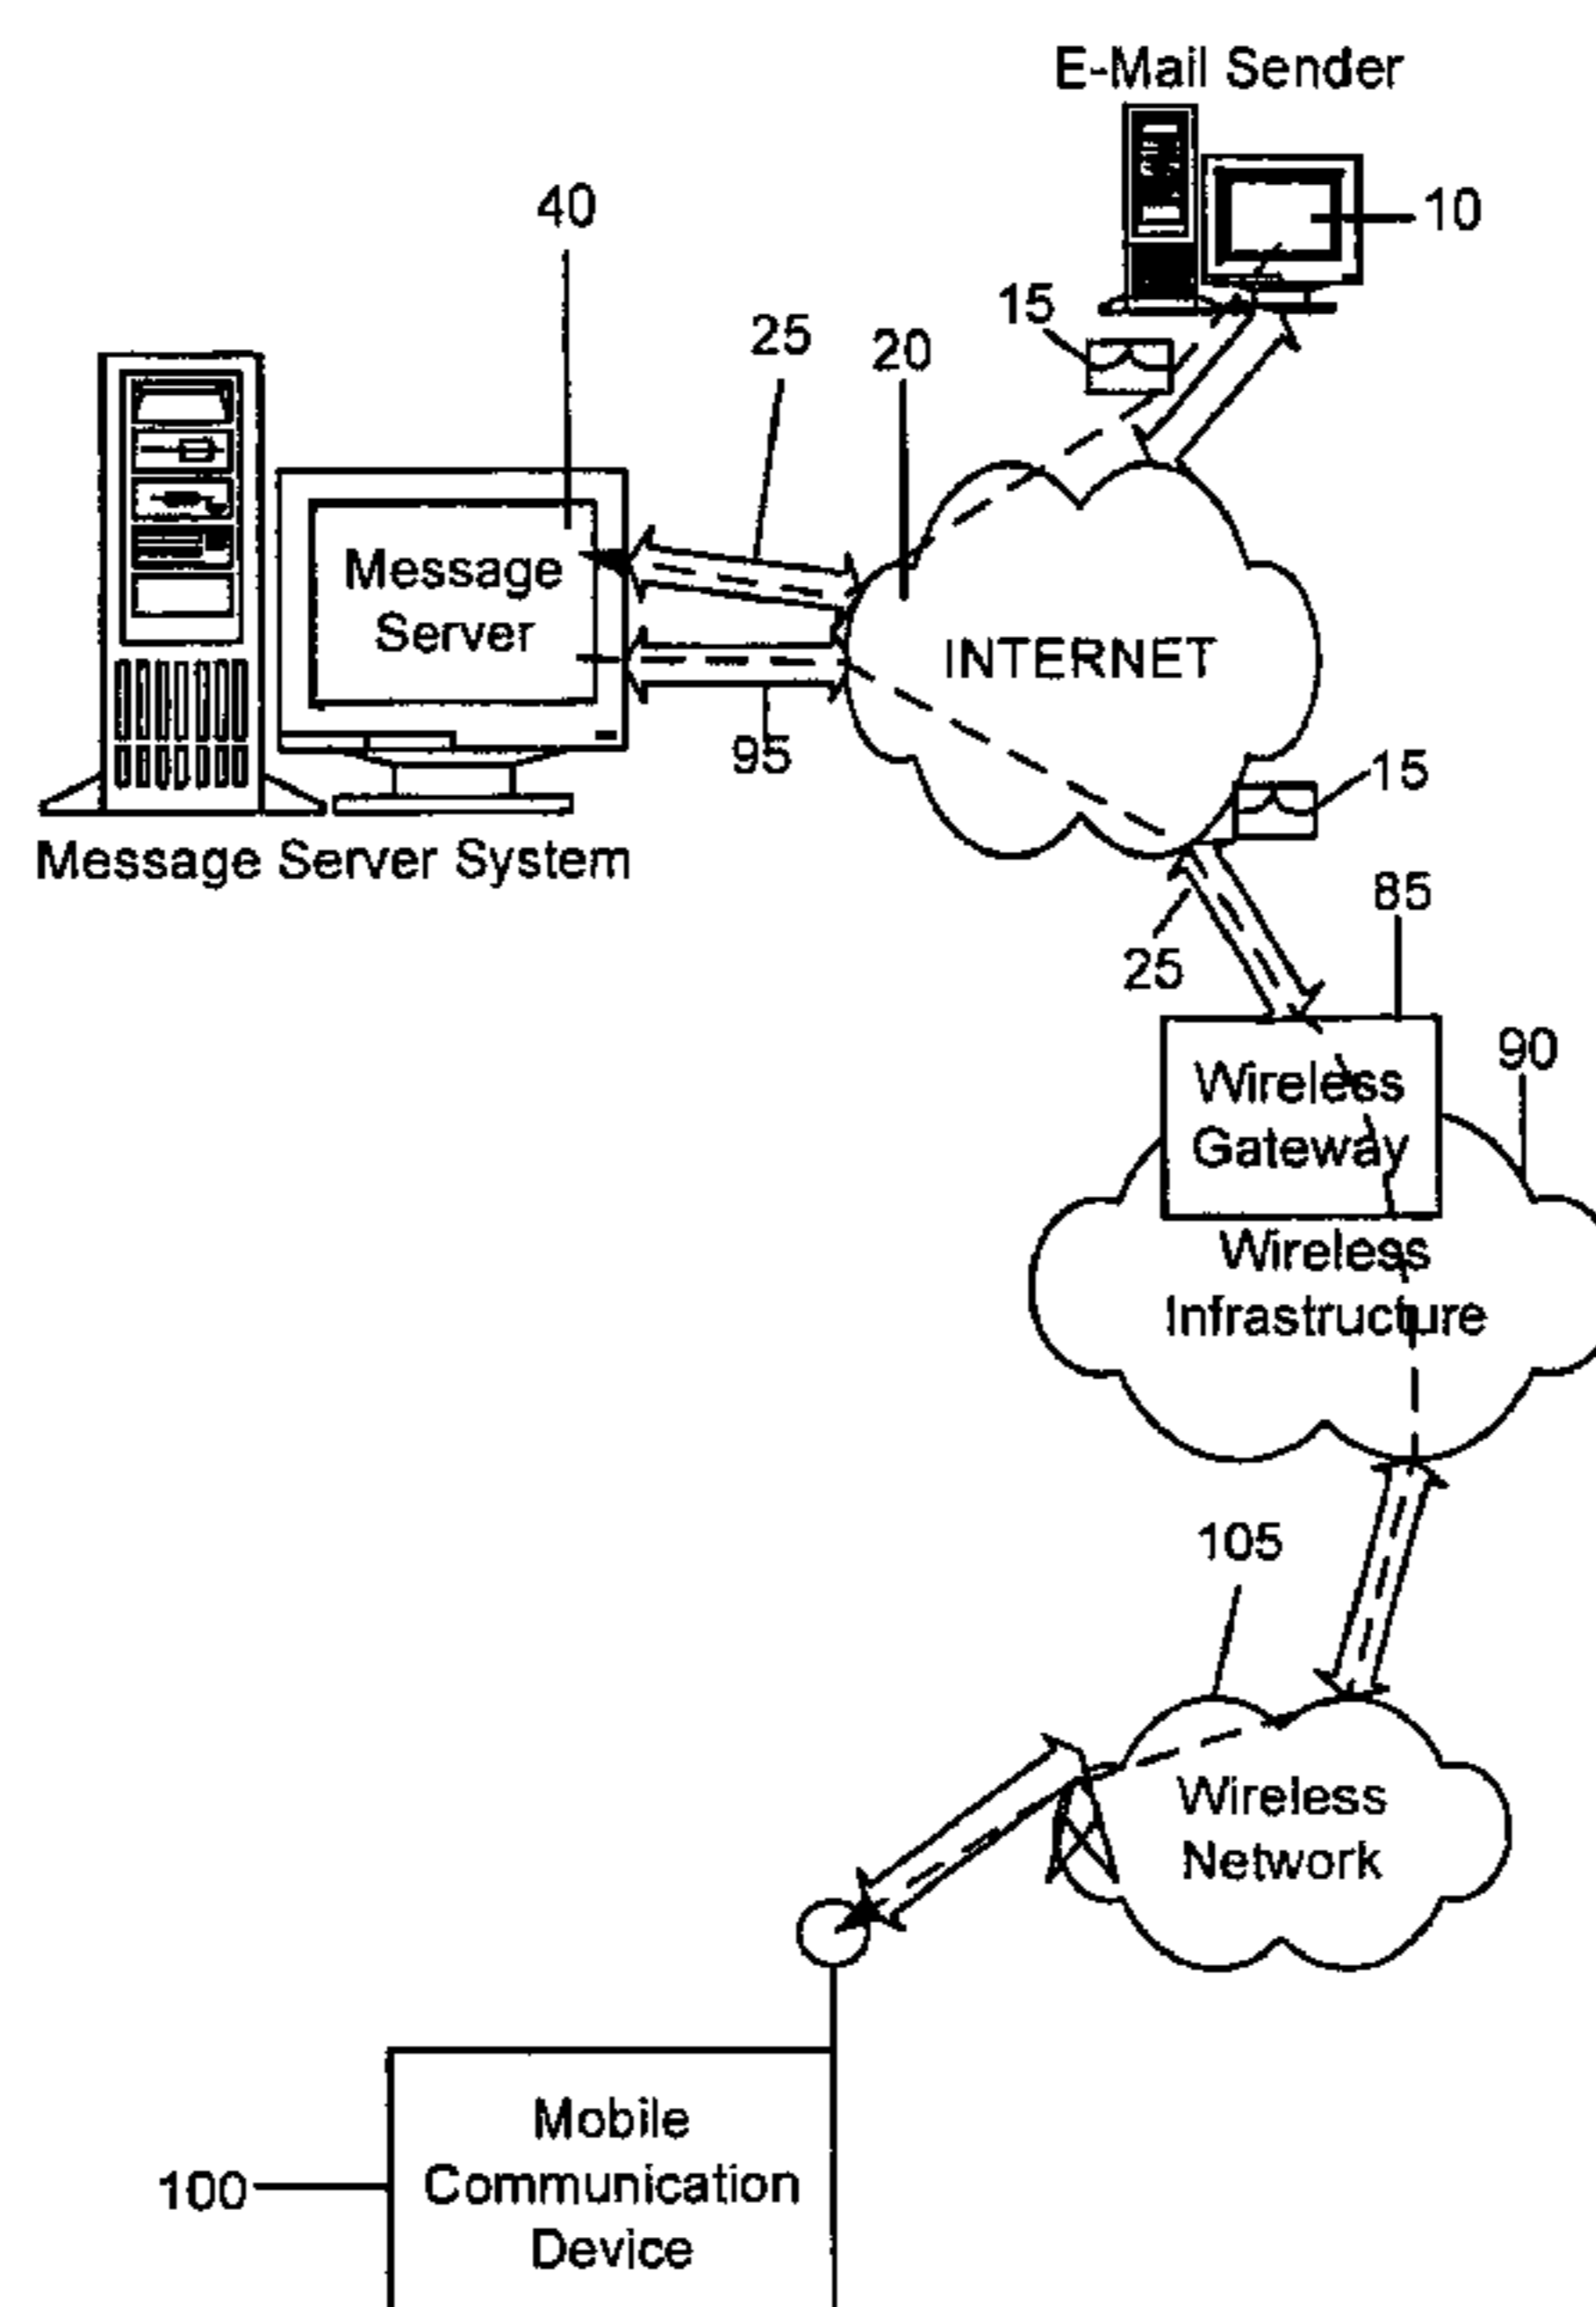 E-Mail Sender
10
40
15
25
20
Message
Server
INTERNET
95
15
Message Server System
85
25
90
Wireless
Gateway
Wireless
Infrastructure
105
Wireless
Network
Mobile
Communication
Device
100